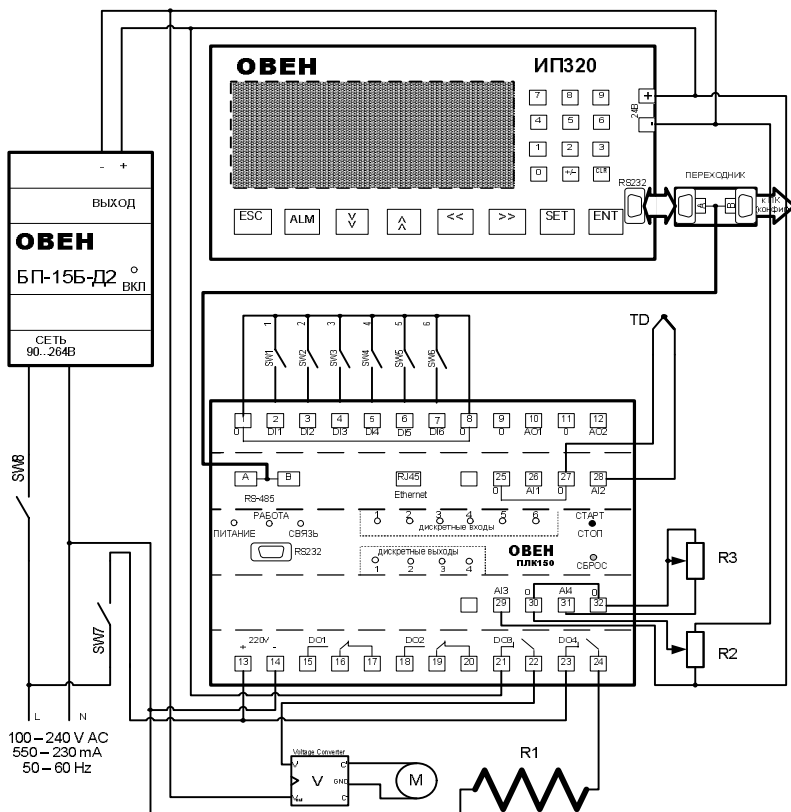 - +
ВЫХОД
ОВЕН
БП-15Б-Д2
ВКЛ
СЕТЬ
90...264В
ОВЕН
ИП320
7 8 9
4 5 6
1 2 3
0 +/- CLR
+
-
24В
RS232
ESC ALM << >> SET ENT
ПЕРЕХОДНИК
A B
к ПК
(конфиг
1 2 3 4 5 6
SW1 SW2 SW3 SW4 SW5 SW6
TD
1 2 3 4 5 6 7 8 9 10 11 12
0 DI1 DI2 DI3 DI4 DI5 DI6 0 0 AO1 0 AO2
A B
RS-485
RJ45
Ethernet
25 26 27 28
0 AI1 0 AI2
ПИТАНИЕ
РАБОТА
СВЯЗЬ
RS232
1 2 3 4 5 6
дискретные входы
дискретные выходы
1 2 3 4
СТАРТ
СТОП
ОВЕН
ПЛК150
СБРОС
AI3 0 AI4 0
29 30 31 32
220V
+ -
DO1 DO2 DO3 DO4
13 14 15 16 17 18 19 20 21 22 23 24
R3
R2
SW8
SW7
L N
100–240 V AC
550–230 mA
50–60 Hz
Voltage Converter
V
C
V
GND
C
M
R1